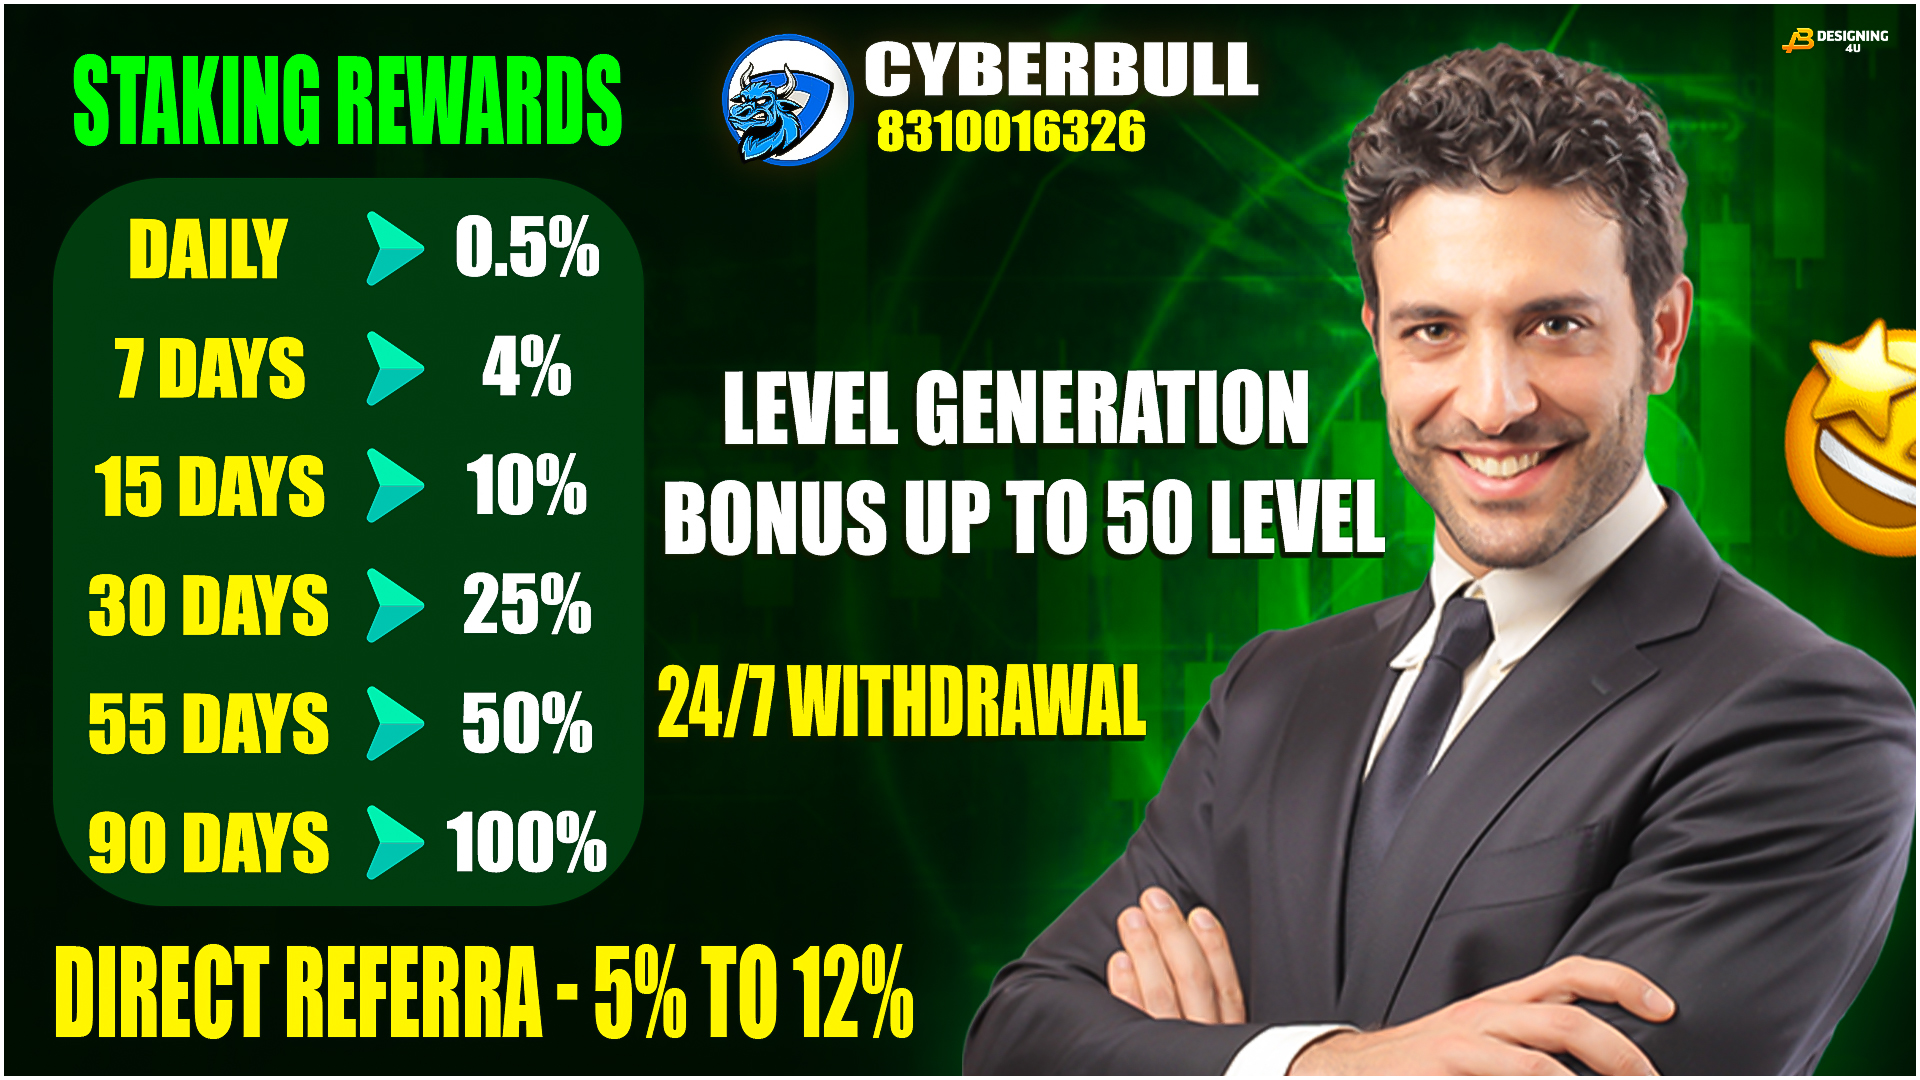 STAKING REWARDS
CYBERBULL
8310016326
DESIGNING
4U
DAILY 0.5%
7 DAYS 4%
15 DAYS 10%
30 DAYS 25%
55 DAYS 50%
90 DAYS 100%
LEVEL GENERATION
BONUS UP TO 50 LEVEL
24/7 WITHDRAWAL
DIRECT REFERRA - 5% TO 12%